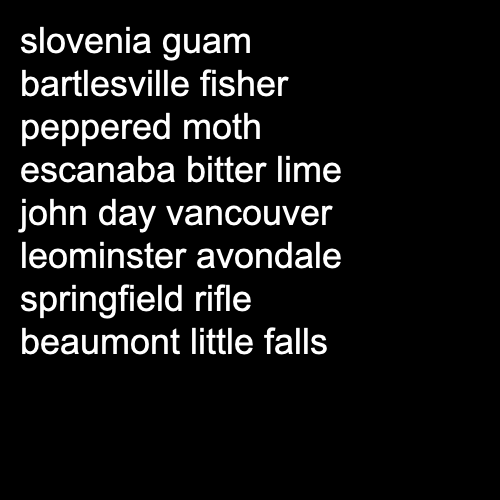 slovenia guam
bartlesville fisher
peppered moth
escanaba bitter lime
john day vancouver
leominster avondale
springfield rifle
beaumont little falls